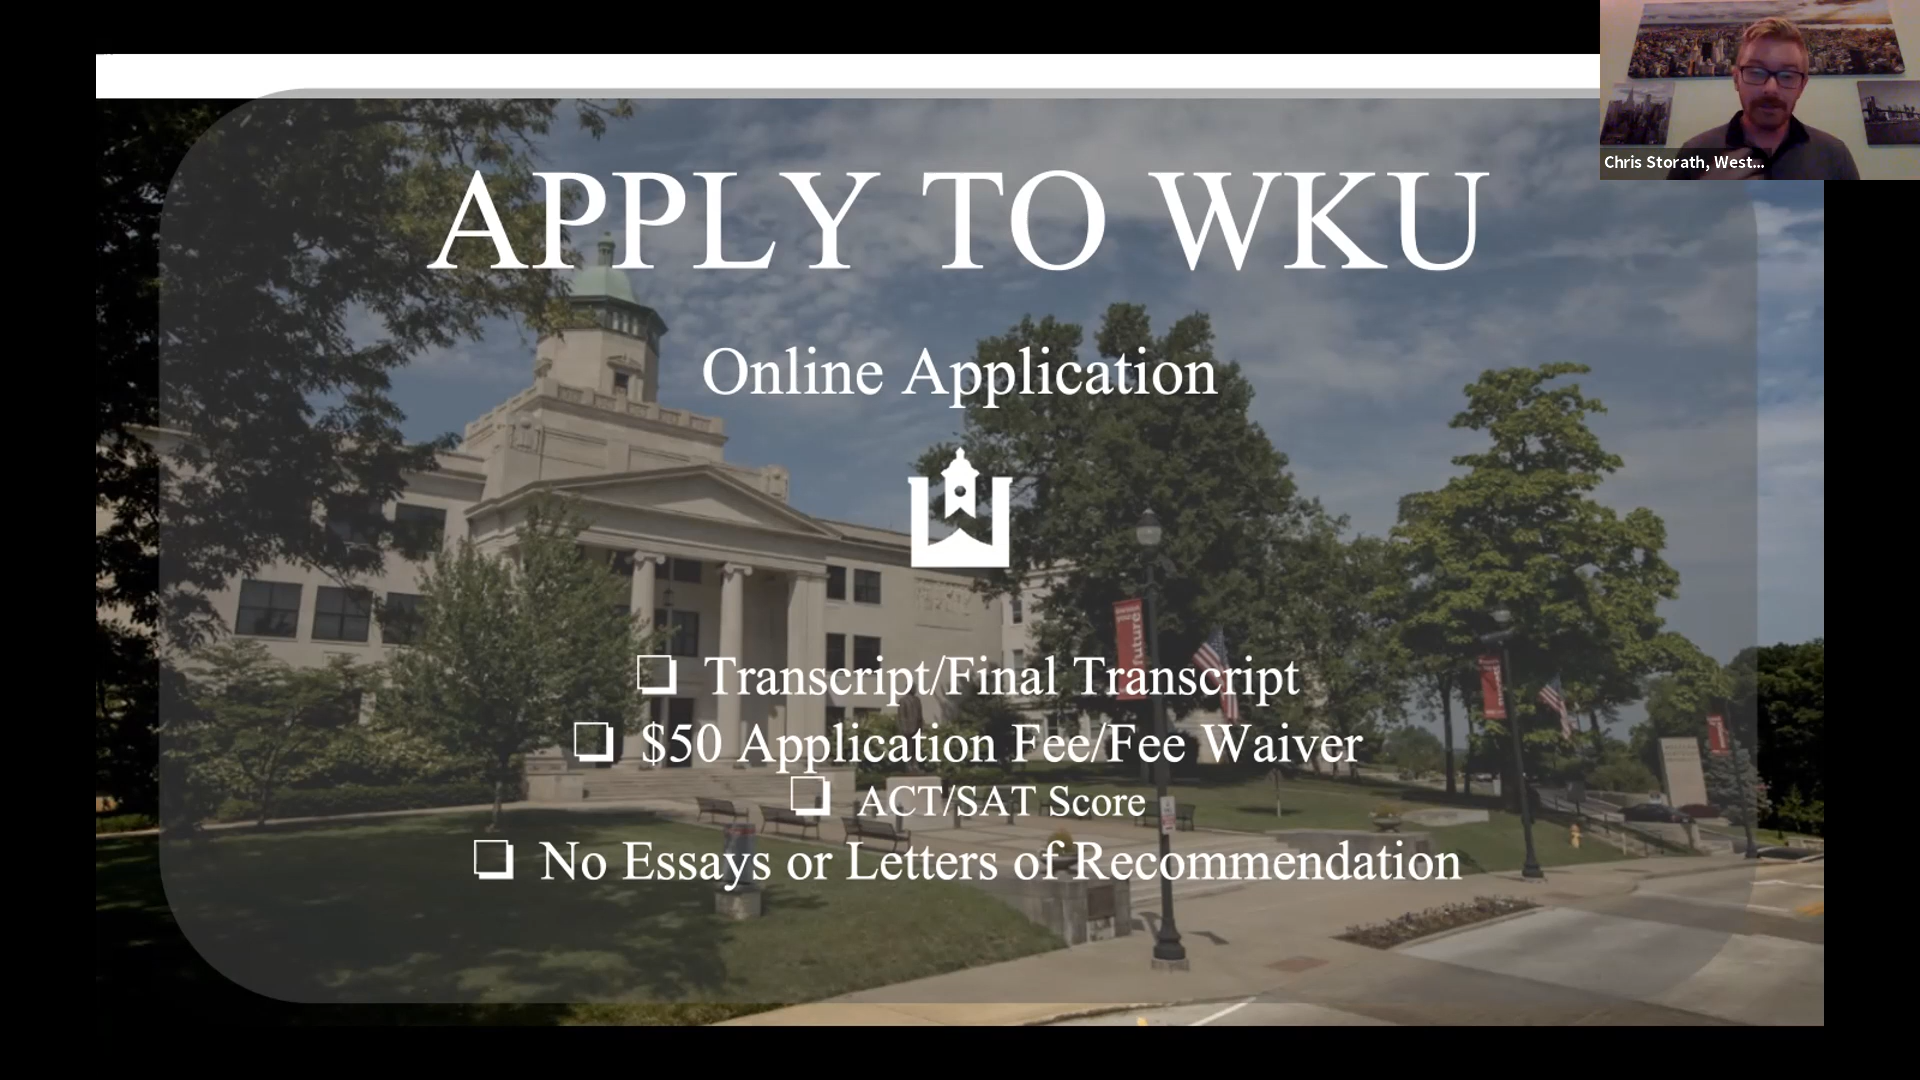 Chris Storath, West...
APPLY TO WKU
Online Application
Transcript/Final Transcript
$50 Application Fee/Fee Waiver
ACT/SAT Score
No Essays or Letters of Recommendation
future